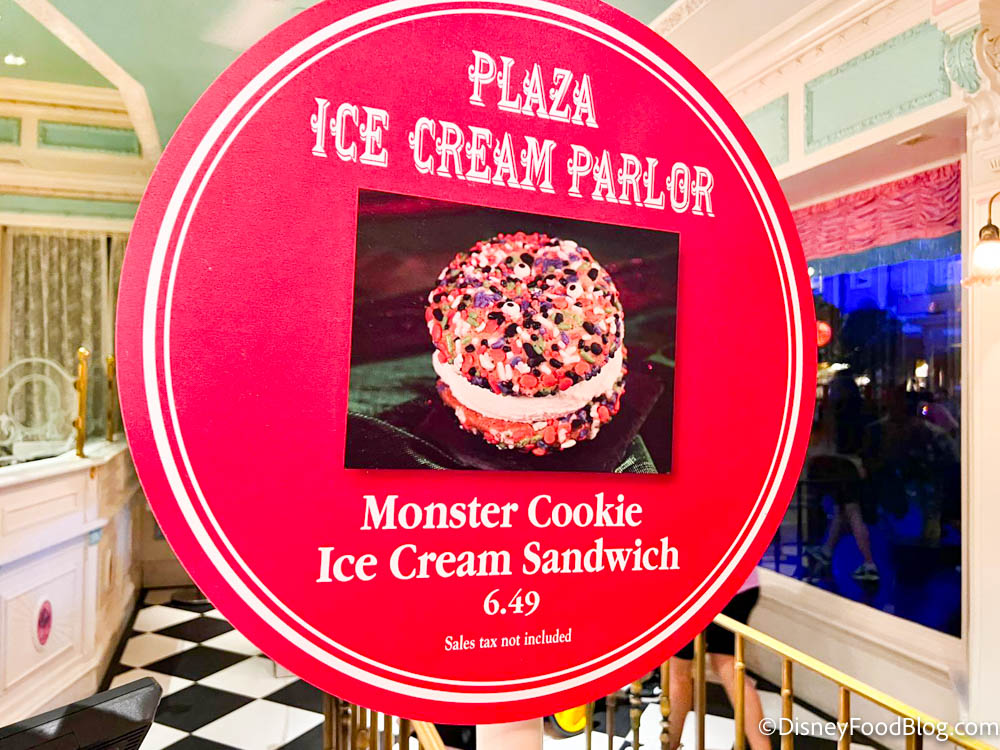 PLAZA
ICE CREAM PARLOR
Monster Cookie
Ice Cream Sandwich
6.49
Sales tax not included
©DisneyFoodBlog.com